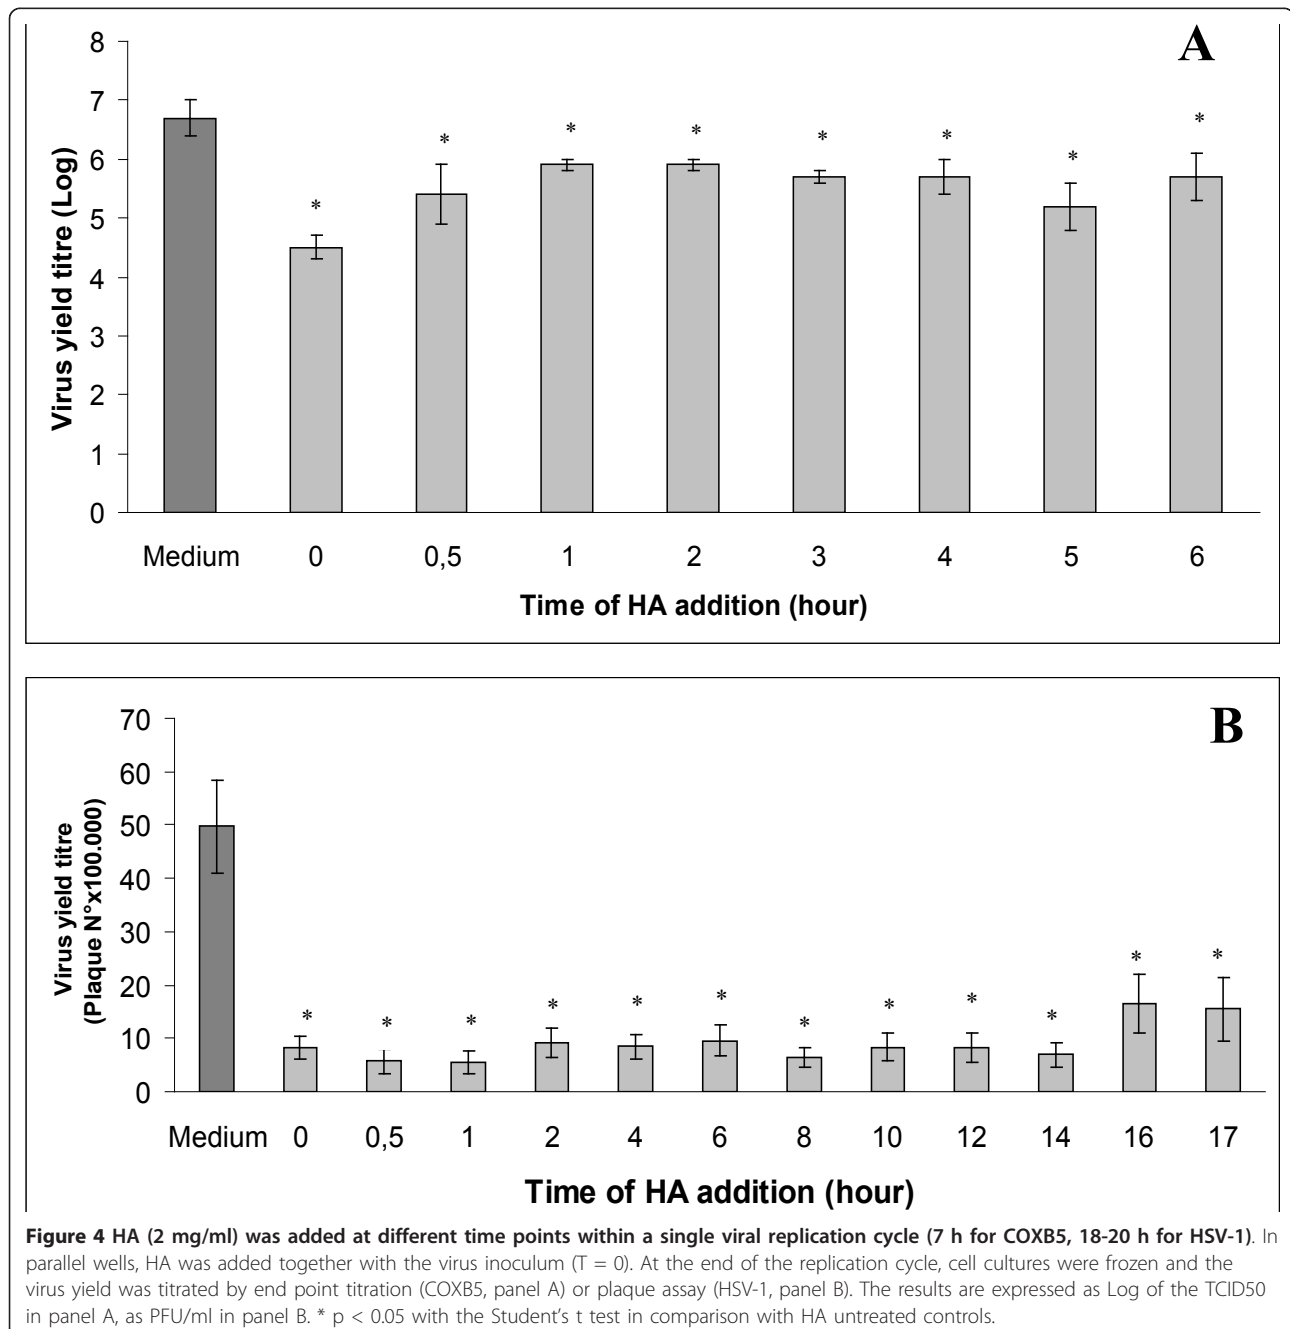 A
8
7
6
5
4
3
2
1
0
Virus yield titre (Log)
* * * * * * * *
Medium 0 0,5 1 2 3 4 5 6
Time of HA addition (hour)
B
70
60
50
40
30
20
10
0
Virus yield titre
(Plaque N°x100.000)
* * * * * * * * * * * *
Medium 0 0,5 1 2 4 6 8 10 12 14 16 17
Time of HA addition (hour)
Figure 4 HA (2 mg/ml) was added at different time points within a single viral replication cycle (7 h for COXB5, 18-20 h for HSV-1). In
parallel wells, HA was added together with the virus inoculum (T = 0). At the end of the replication cycle, cell cultures were frozen and the
virus yield was titrated by end point titration (COXB5, panel A) or plaque assay (HSV-1, panel B). The results are expressed as Log of the TCID50
in panel A, as PFU/ml in panel B. * p < 0.05 with the Student's t test in comparison with HA untreated controls.